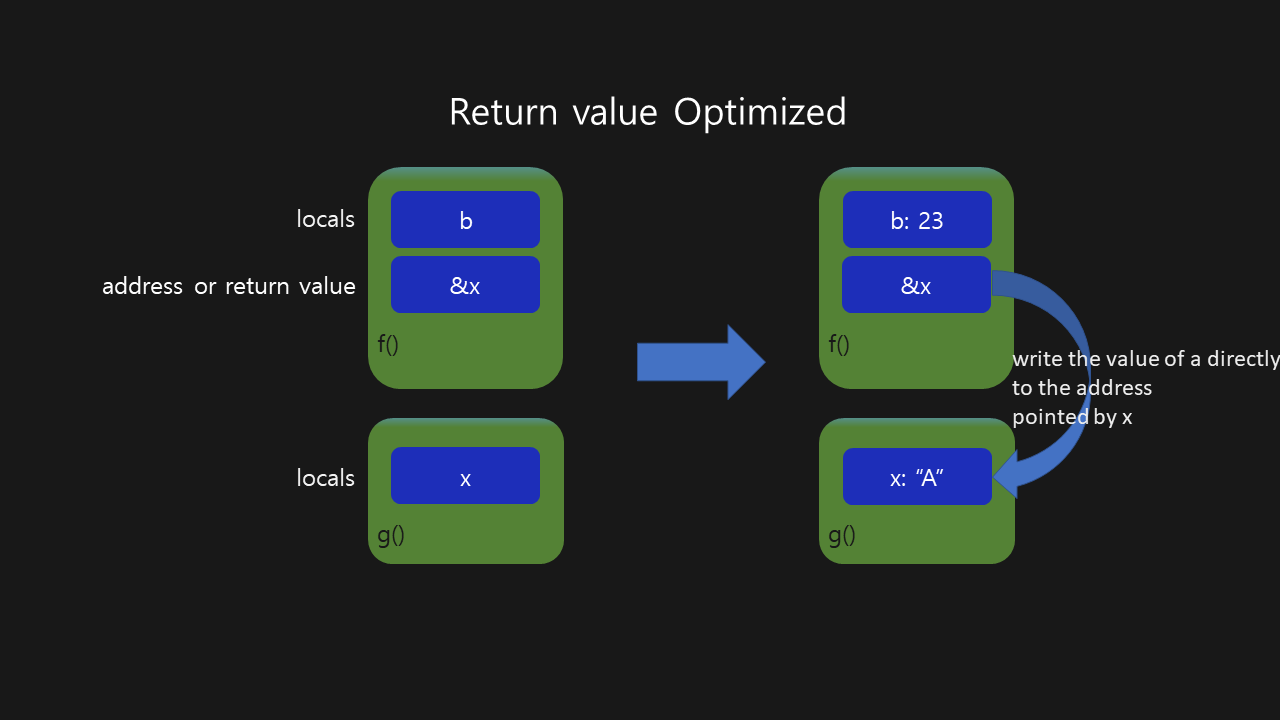 Return value Optimized
locals
b
address or return value
&x
f()
locals
x
g()
b: 23
&x
f()
write the value of a directly
to the address
pointed by x
x: “A”
g()